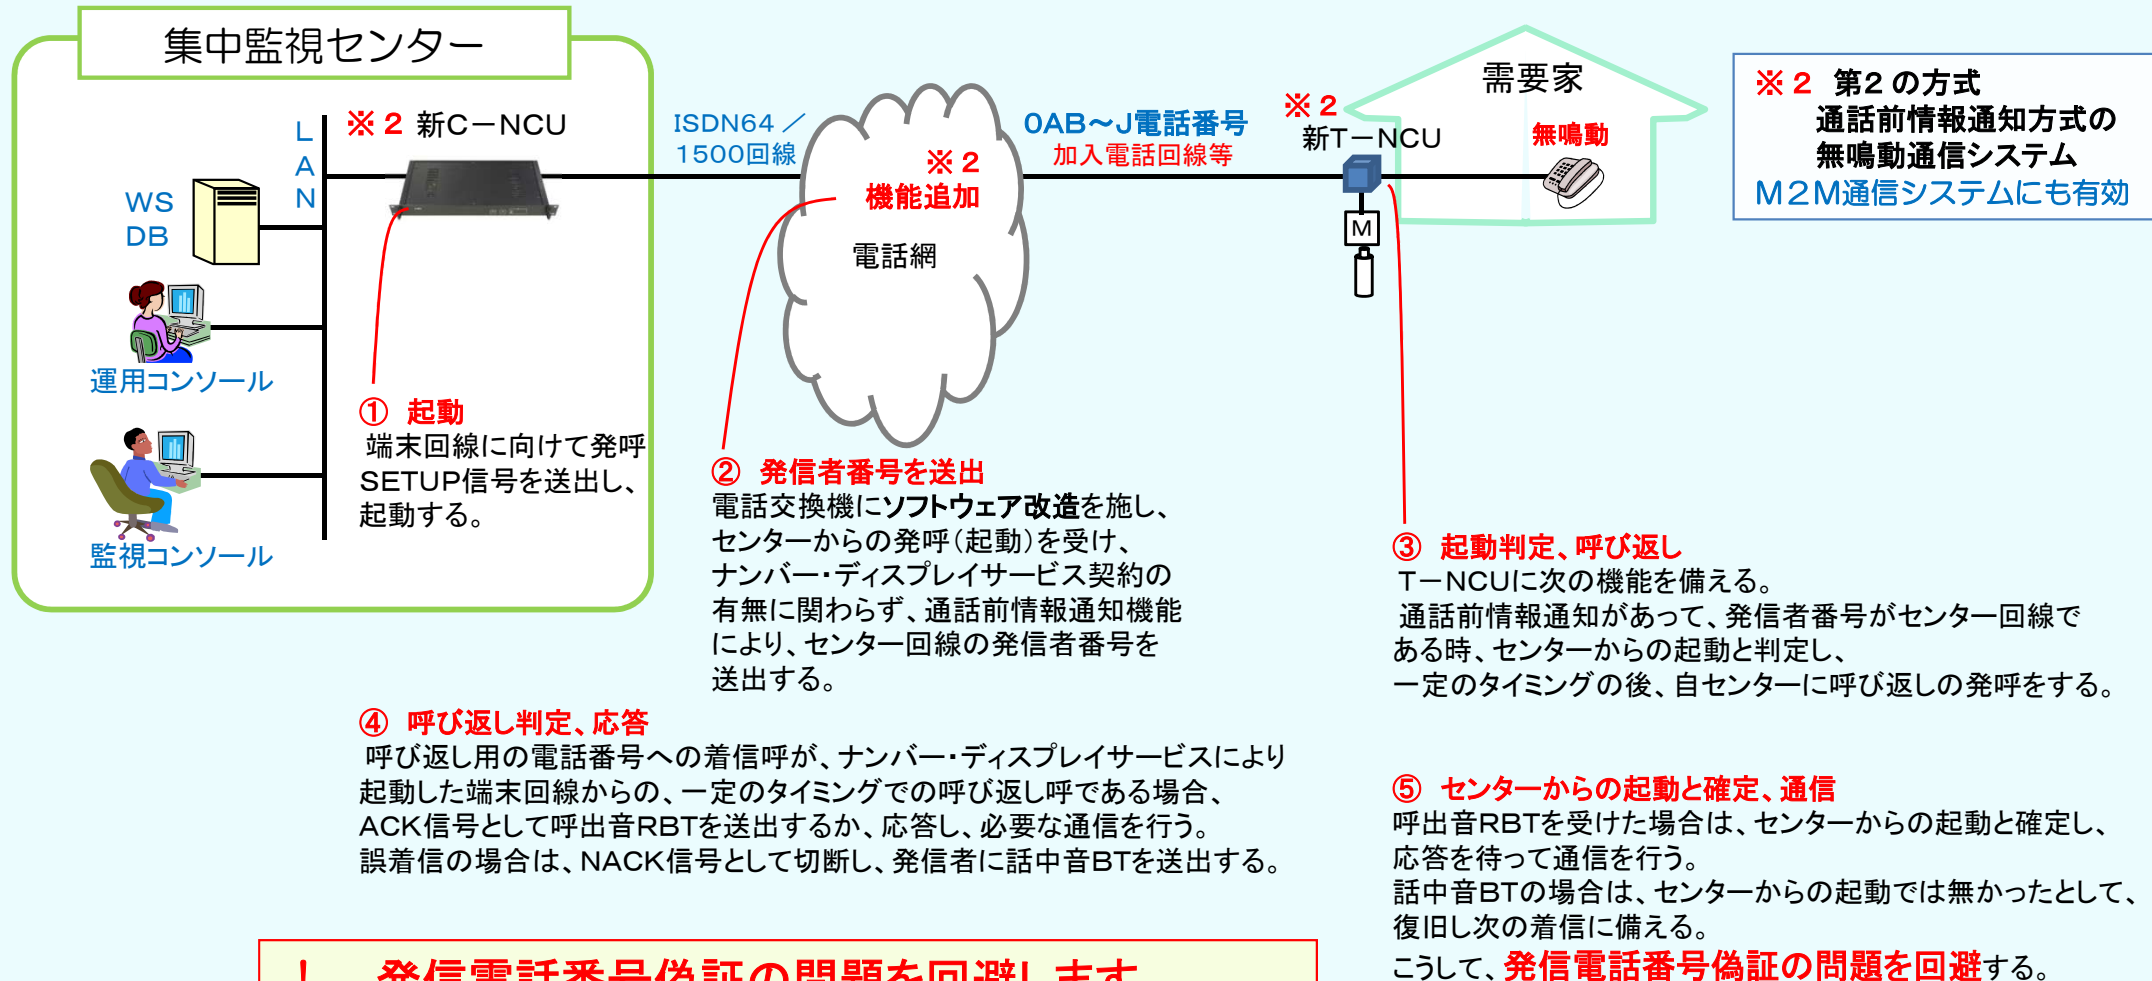 集中監視センター
※２ 新C－NCU
LAN
WS
DB
運用コンソール
監視コンソール
ISDN64／
1500回線
※２
機能追加
電話網
0AB～J電話番号
加入電話回線等
※２
新T－NCU
M
需要家
無鳴動
※２ 第２の方式
通話前情報通知方式の
無鳴動通信システム
M2M通信システムにも有効
① 起動
端末回線に向けて発呼
SETUP信号を送出し、
起動する。
② 発信者番号を送出
電話交換機にソフトウェア改造を施し、
センターからの発呼（起動）を受け、
ナンバー・ディスプレイサービス契約の
有無に関わらず、通話前情報通知機能
により、センター回線の発信者番号を
送出する。
③ 起動判定、呼び返し
T－NCUに次の機能を備える。
通話前情報通知があって、発信者番号がセンター回線で
ある時、センターからの起動と判定し、
一定のタイミングの後、自センターに呼び返しの発呼をする。
④ 呼び返し判定、応答
呼び返し用の電話番号への着信呼が、ナンバー・ディスプレイサービスにより
起動した端末回線からの、一定のタイミングでの呼び返し呼である場合、
ACK信号として呼出音RBTを送出するか、応答し、必要な通信を行う。
誤着信の場合は、NACK信号として切断し、発信者に話中音BTを送出する。
⑤ センターからの起動と確定、通信
呼出音RBTを受けた場合は、センターからの起動と確定し、
応答を待って通信を行う。
話中音BTの場合は、センターからの起動では無かったとして、
復旧し次の着信に備える。
こうして、発信電話番号偽証の問題を回避する。
！ 発信電話番号偽証の問題を回避します